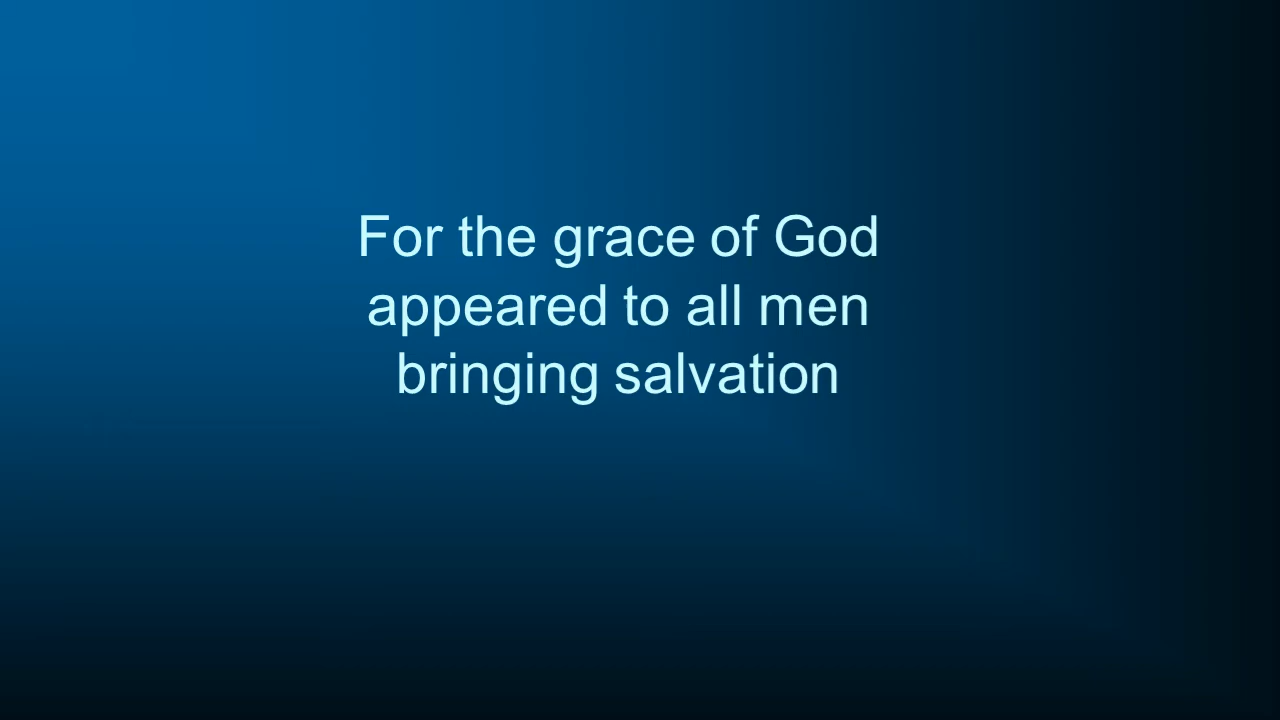 For the grace of God
appeared to all men
bringing salvation